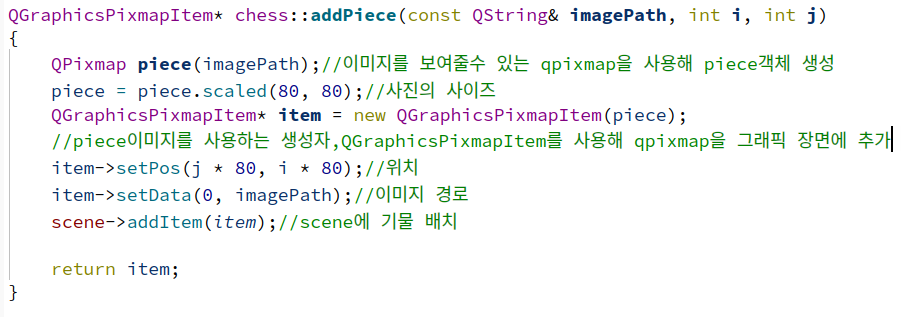 QGraphicsPixmapItem* chess::addPiece(const QString& imagePath, int i, int j)
{
    QPixmap piece(imagePath);//이미지를 보여줄수 있는 qpixmap을 사용해 piece객체 생성
    piece = piece.scaled(80, 80);//사진의 사이즈
    QGraphicsPixmapItem* item = new QGraphicsPixmapItem(piece);
    //piece이미지를 사용하는 생성자,QGraphicsPixmapItem를 사용해 qpixmap을 그래픽 장면에 추가
    item->setPos(j * 80, i * 80);//위치
    item->setData(0, imagePath);//이미지 경로
    scene->addItem(item);//scene에 기물 배치
    return item;
}